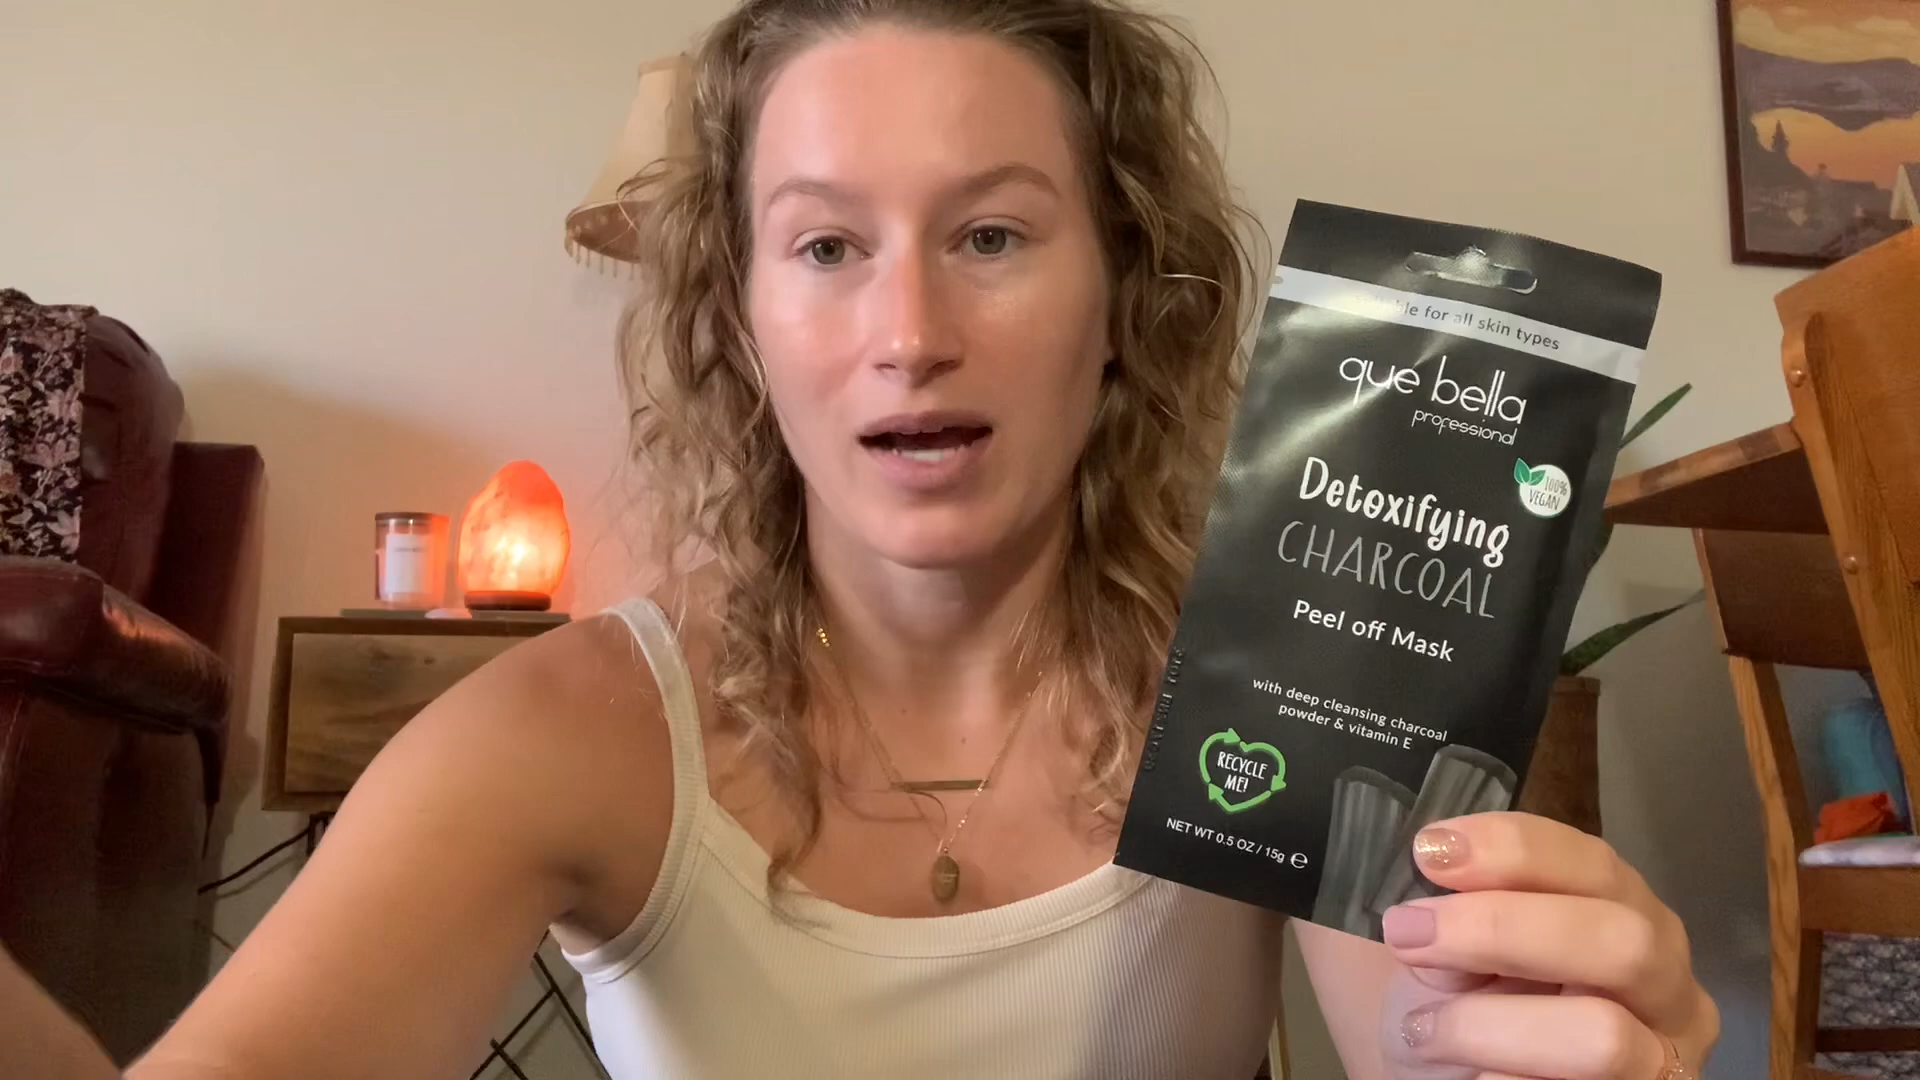 for all skin types
que bella
professional
100%
VEGAN
Detoxifying
CHARCOAL
Peel off Mask
with deep cleansing charcoal
powder & vitamin E
RECYCLE
ME!
NET WT 0.5 OZ / 15g e